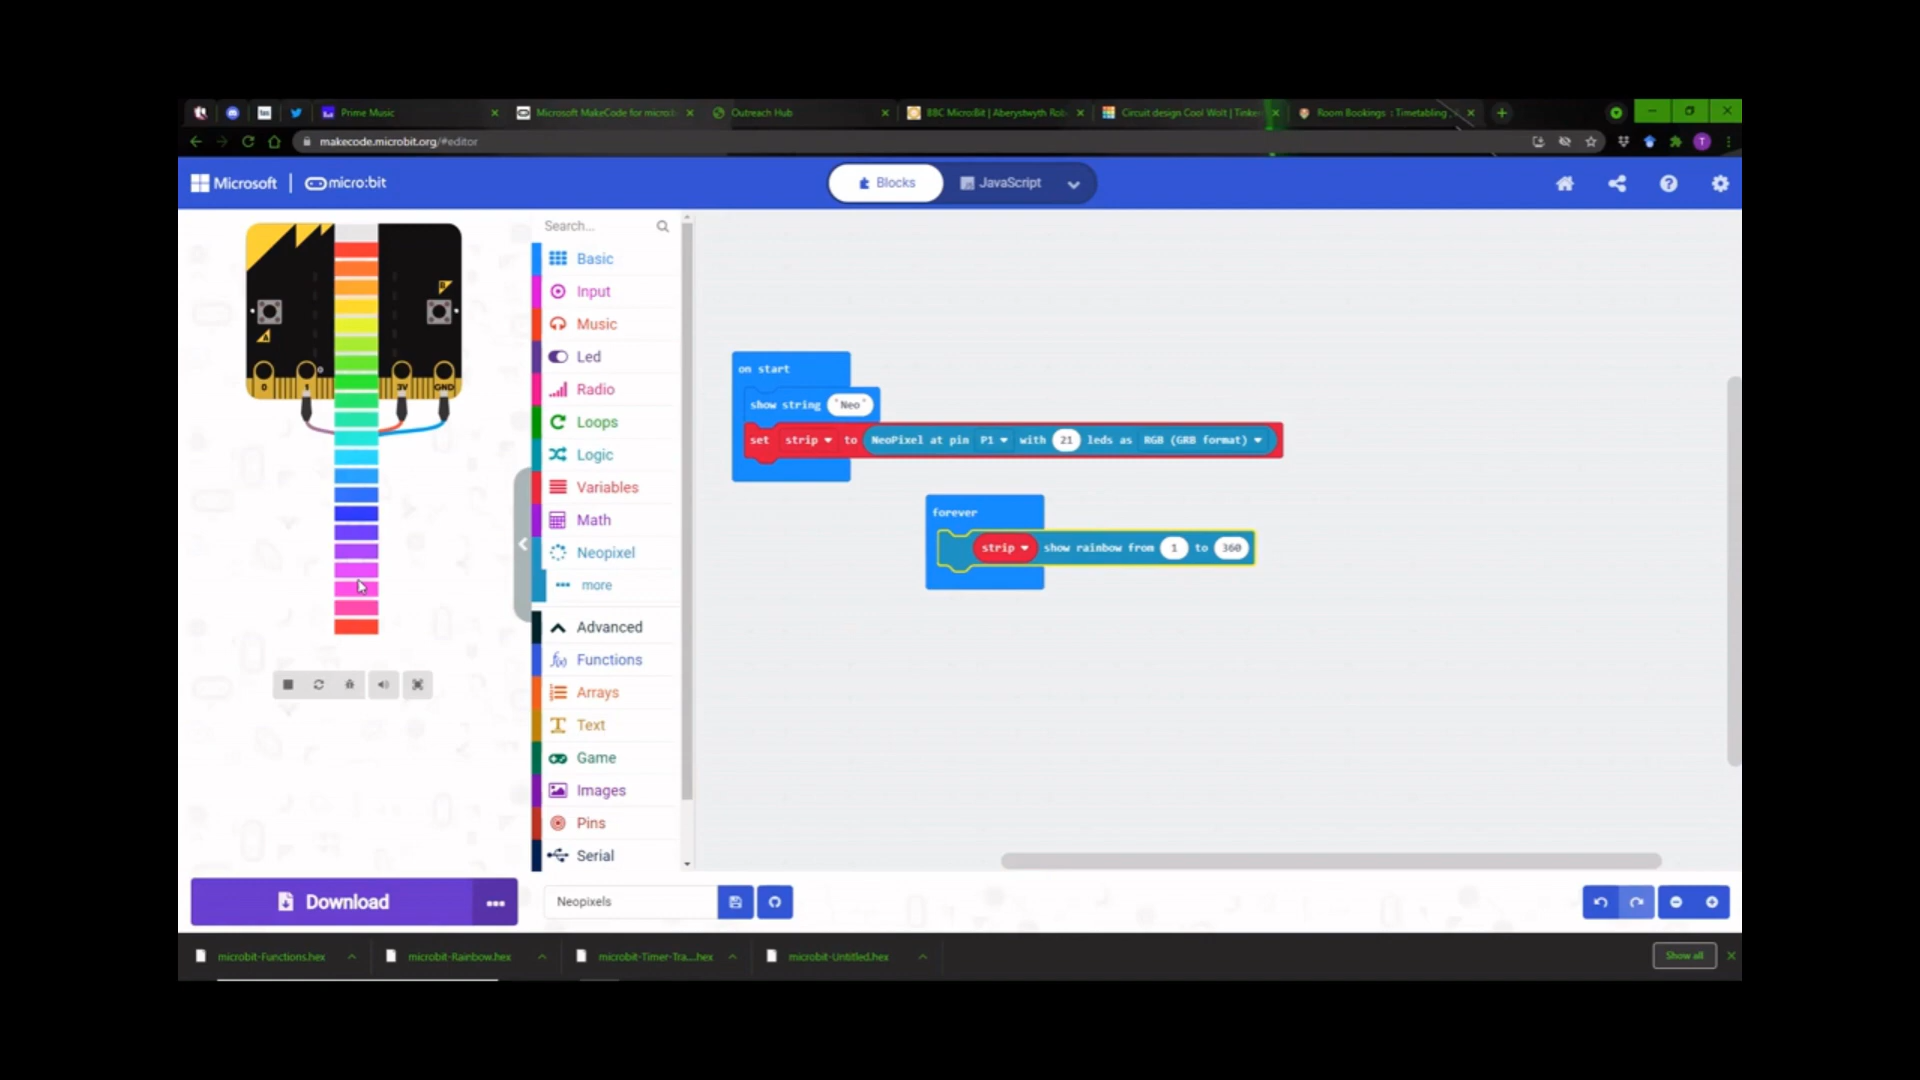 Prime Music
Microsoft MakeCode for micro:b
Outreach Hub
BBC MicroBit | Aberystwyth Rob
Circuit design Cool Wolt | Tinker
Room Bookings : Timetabling ,
makecode.microbit.org/#editor
T
Microsoft
micro:bit
Blocks
JavaScript
A
B
0
1
3V
GND
Search...
Basic
Input
Music
Led
Radio
Loops
Logic
Variables
Math
Neopixel
more
Advanced
Functions
Arrays
Text
Game
Images
Pins
Serial
on start
show string "Neo"
set strip to NeoPixel at pin P1 with 21 leds as RGB (GRB format)
forever
strip show rainbow from 1 to 360
Download
Neopixels
microbit-Functions.hex
microbit-Rainbow.hex
microbit-Timer-Tra....hex
microbit-Untitled.hex
Show all